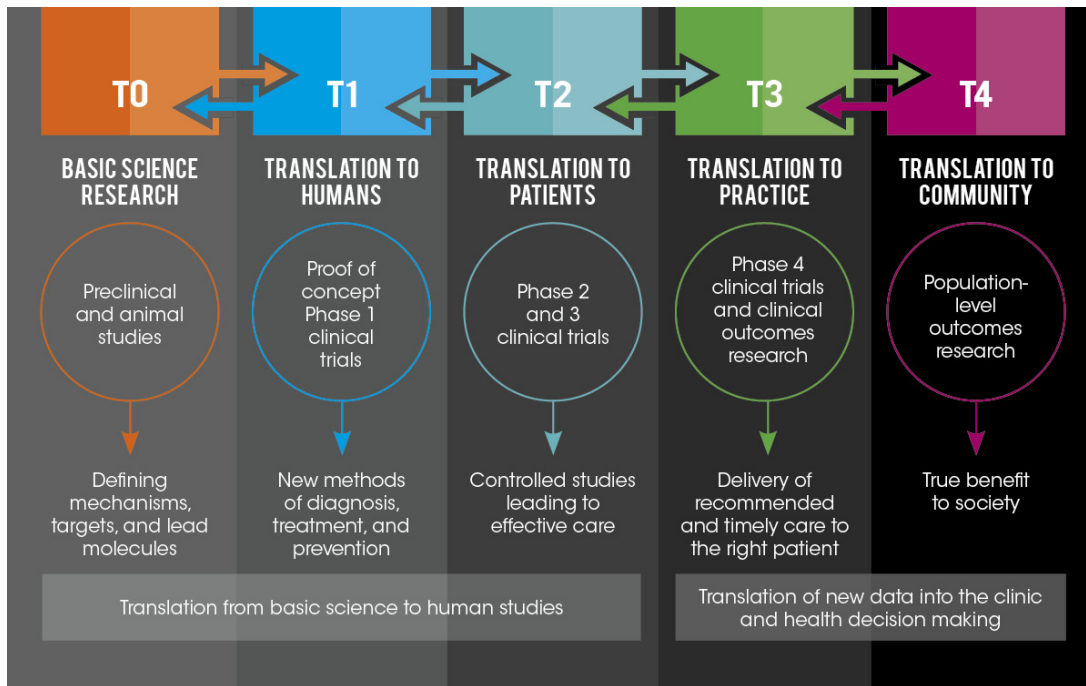 T0
T1
T2
T3
T4
BASIC SCIENCE
RESEARCH
TRANSLATION TO
HUMANS
TRANSLATION TO
PATIENTS
TRANSLATION TO
PRACTICE
TRANSLATION TO
COMMUNITY
Preclinical
and animal
studies
Proof of
concept
Phase 1
clinical
trials
Phase 2
and 3
clinical trials
Phase 4
clinical trials
and clinical
outcomes
research
Population-
level
outcomes
research
Defining
mechanisms,
targets, and lead
molecules
New methods
of diagnosis,
treatment, and
prevention
Controlled studies
leading to
effective care
Delivery of
recommended
and timely care to
the right patient
True benefit
to society
Translation from basic science to human studies
Translation of new data into the clinic
and health decision making